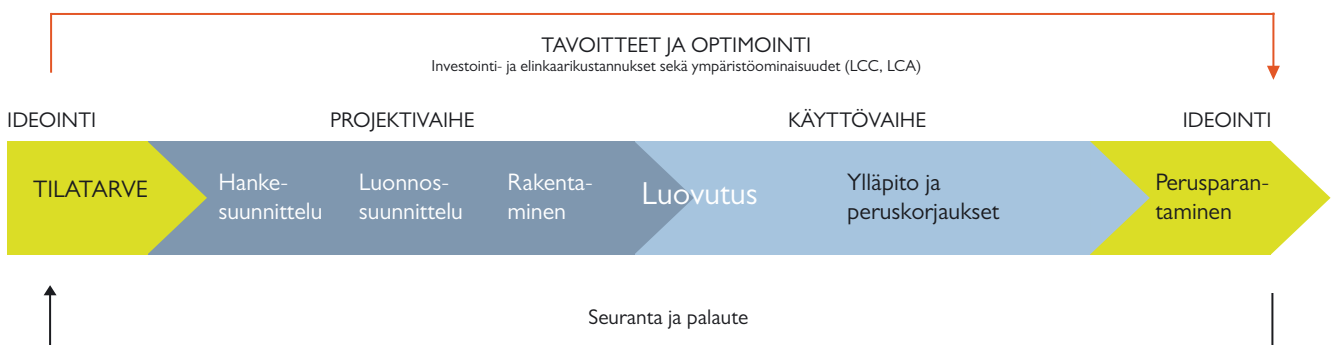 TAVOITTEET JA OPTIMOINTI
Investointi- ja elinkaarikustannukset sekä ympäristöominaisuudet (LCC, LCA)
IDEOINTI
PROJEKTIVAIHE
KÄYTTÖVAIHE
IDEOINTI
TILATARVE
Hanke-
suunnittelu
Luonnos-
suunnittelu
Rakenta-
minen
Luovutus
Ylläpito ja
peruskorjaukset
Perusparan-
taminen
Seuranta ja palaute